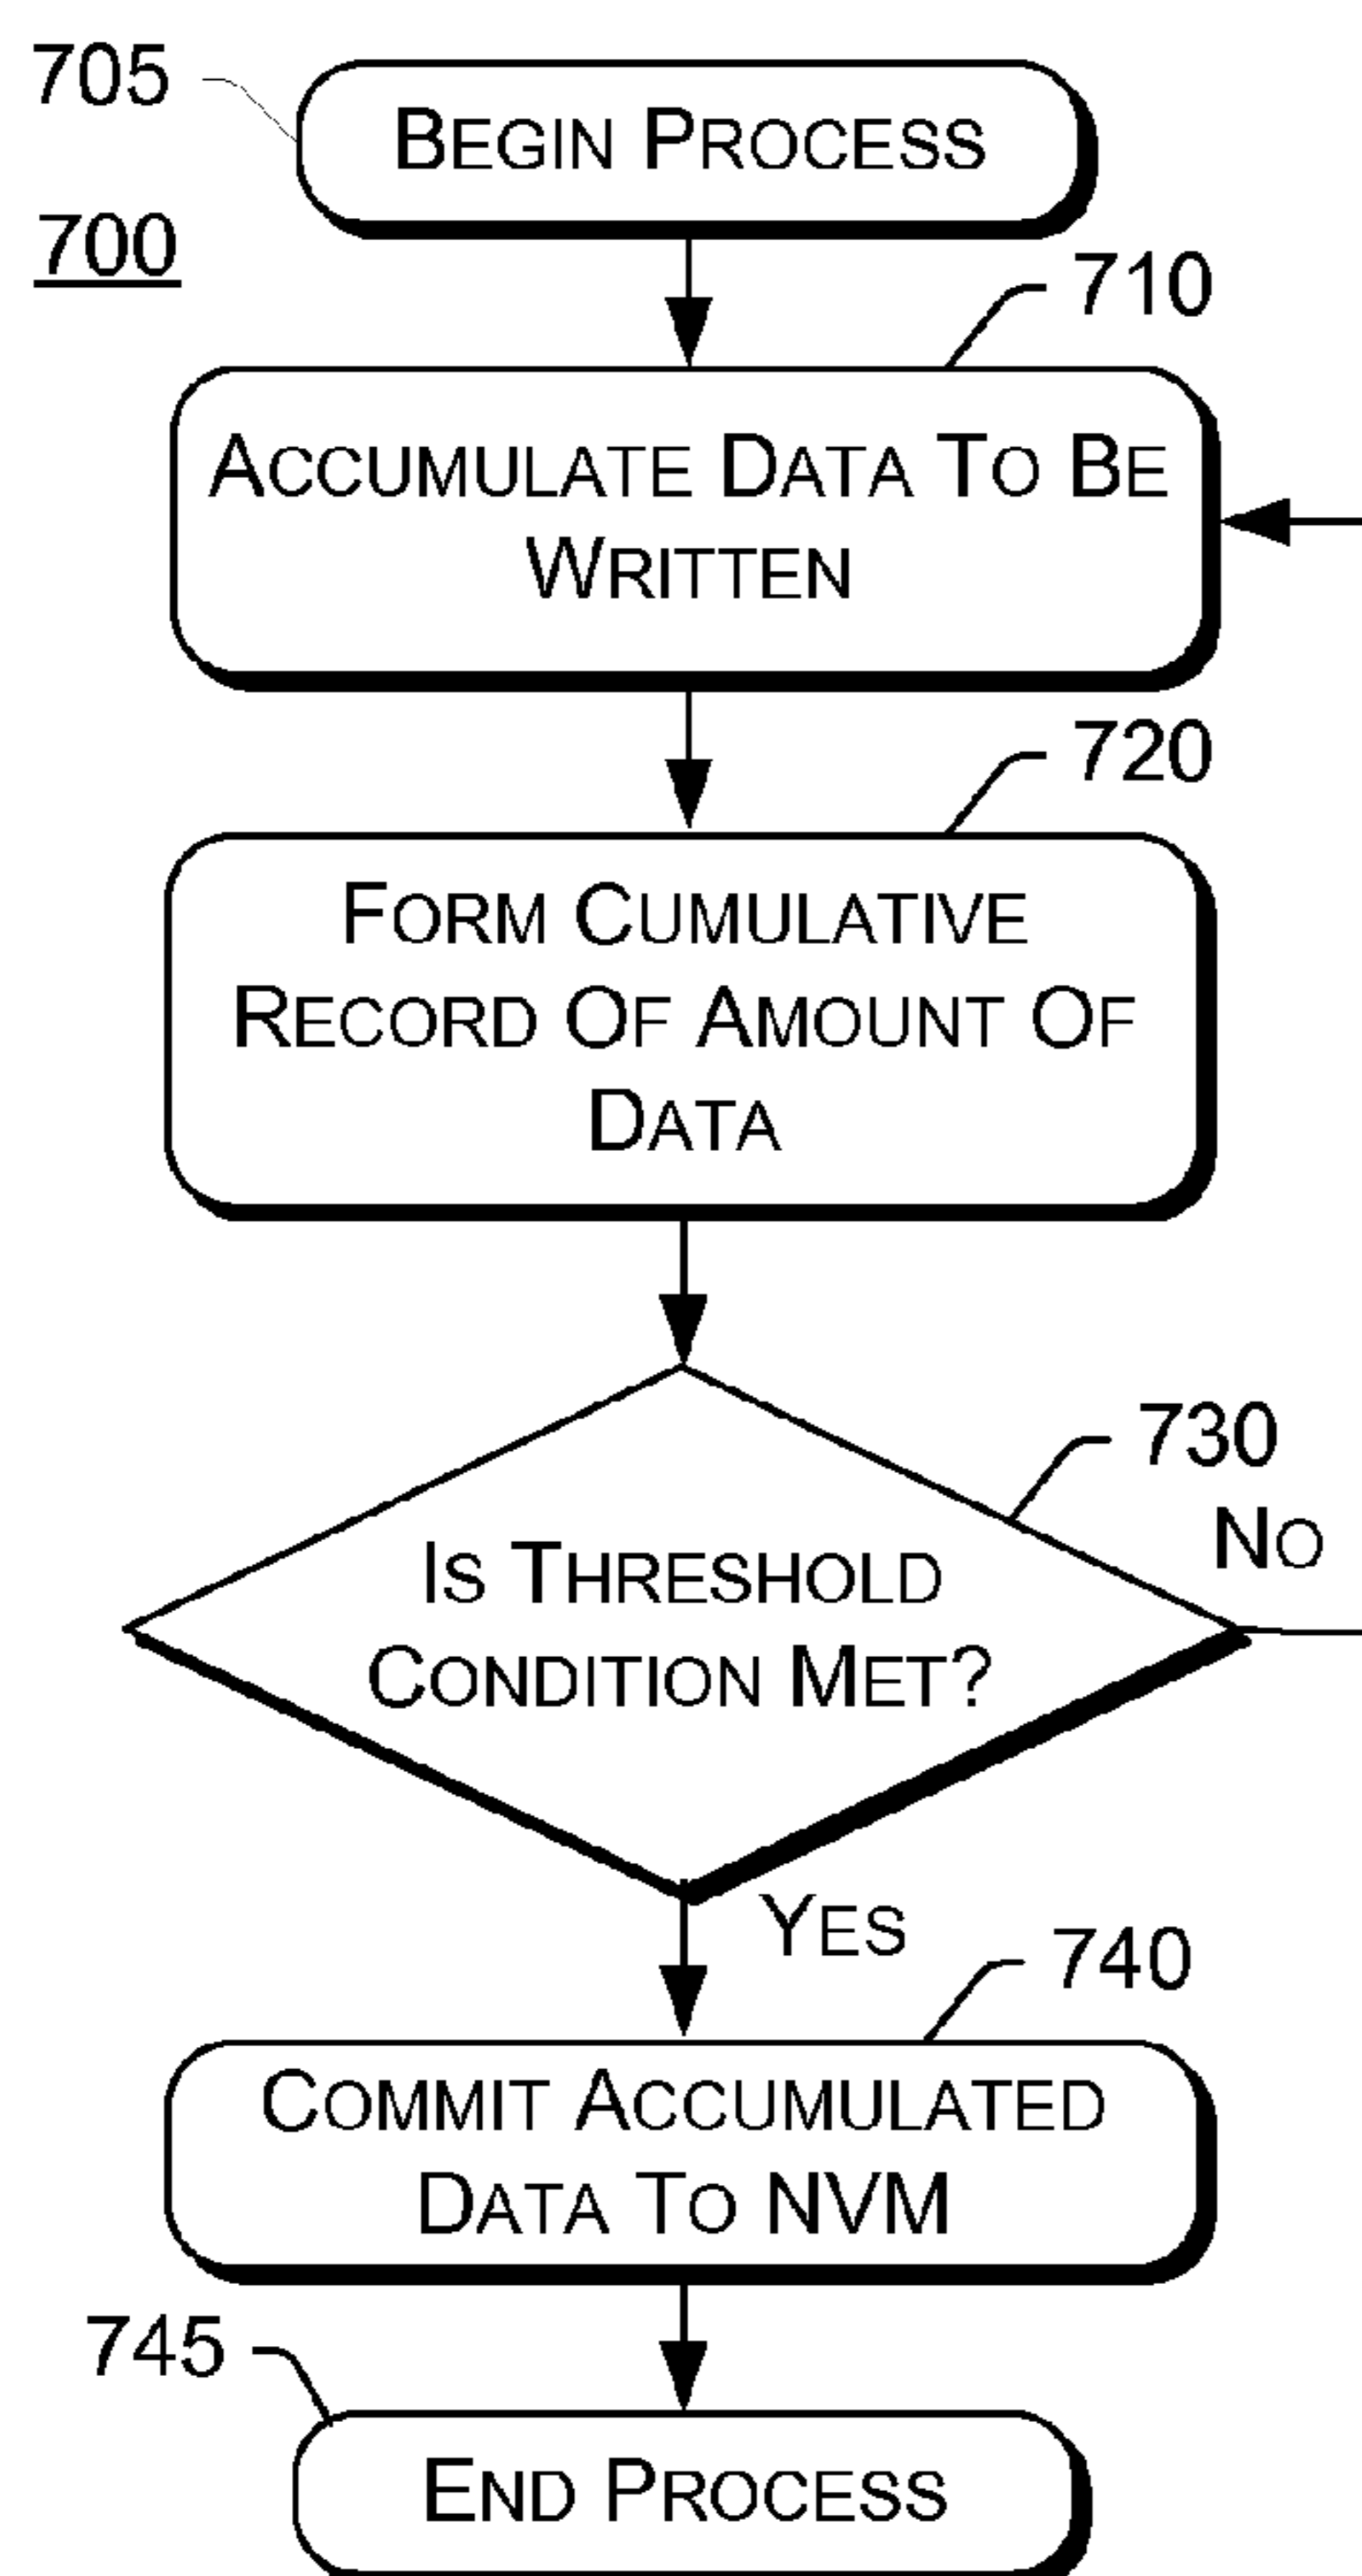 705
BEGIN PROCESS
700
710
ACCUMULATE DATA TO BE
WRITTEN
720
FORM CUMULATIVE
RECORD OF AMOUNT OF
DATA
730
NO
IS THRESHOLD
CONDITION MET?
YES
740
COMMIT ACCUMULATED
DATA TO NVM
745
END PROCESS